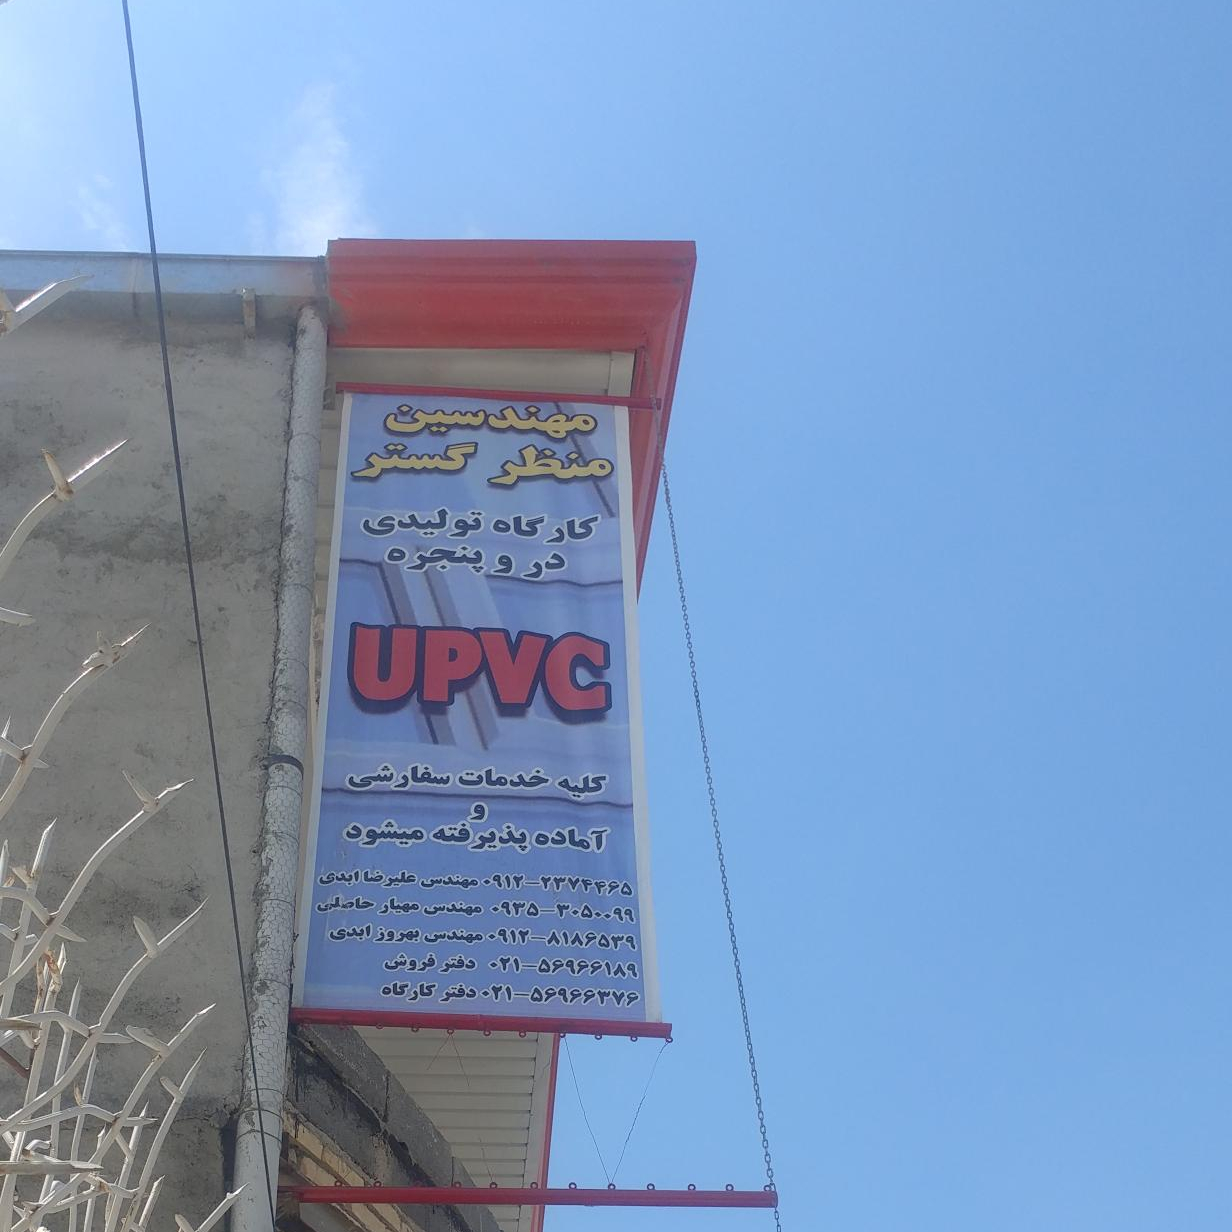 مهندسین
منظر گستر
کارگاه تولیدی
در و پنجره
UPVC
کلیه خدمات سفارشی
و
آماده پذیرفته میشود
۰۹۱۲-۲۳۷۴۴۶۵ مهندس علیرضا ابدی
۰۹۳۵-۳۰۵۰۰۹۹ مهندس مهیار حاصلی
۰۹۱۲-۸۱۸۶۵۳۹ مهندس بهروز ابدی
۰۲۱-۵۶۹۶۶۱۸۹ دفتر فروش
۰۲۱-۵۶۹۶۶۳۷۶ دفتر کارگاه